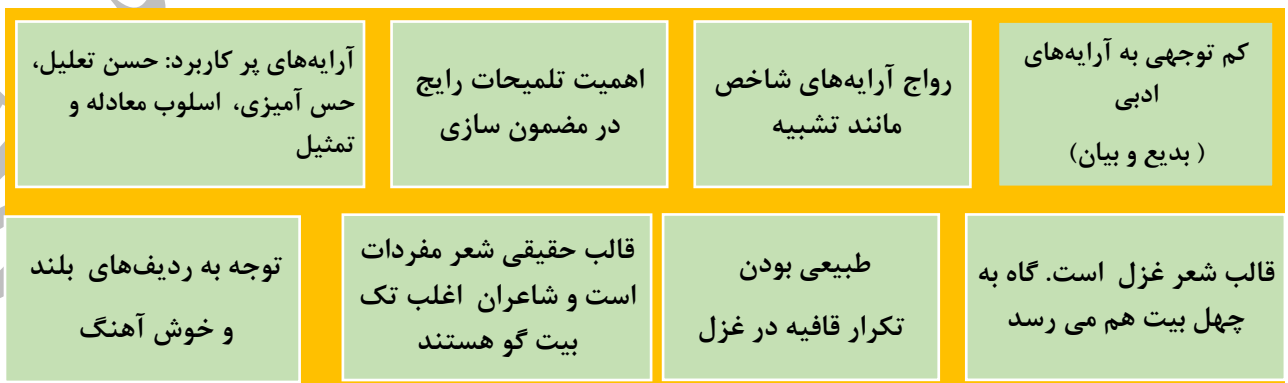 کم توجهی به آرایه‌های
ادبی
( بدیع و بیان)
رواج آرایه‌های شاخص
مانند تشبیه
اهمیت تلمیحات رایج
در مضمون سازی
آرایه‌های پر کاربرد: حسن تعلیل،
حس آمیزی، اسلوب معادله و
تمثیل
قالب شعر غزل است. گاه به
چهل بیت هم می رسد
طبیعی بودن
تکرار قافیه در غزل
قالب حقیقی شعر مفردات
است و شاعران اغلب تک
بیت گو هستند
توجه به ردیف‌های بلند
و خوش آهنگ